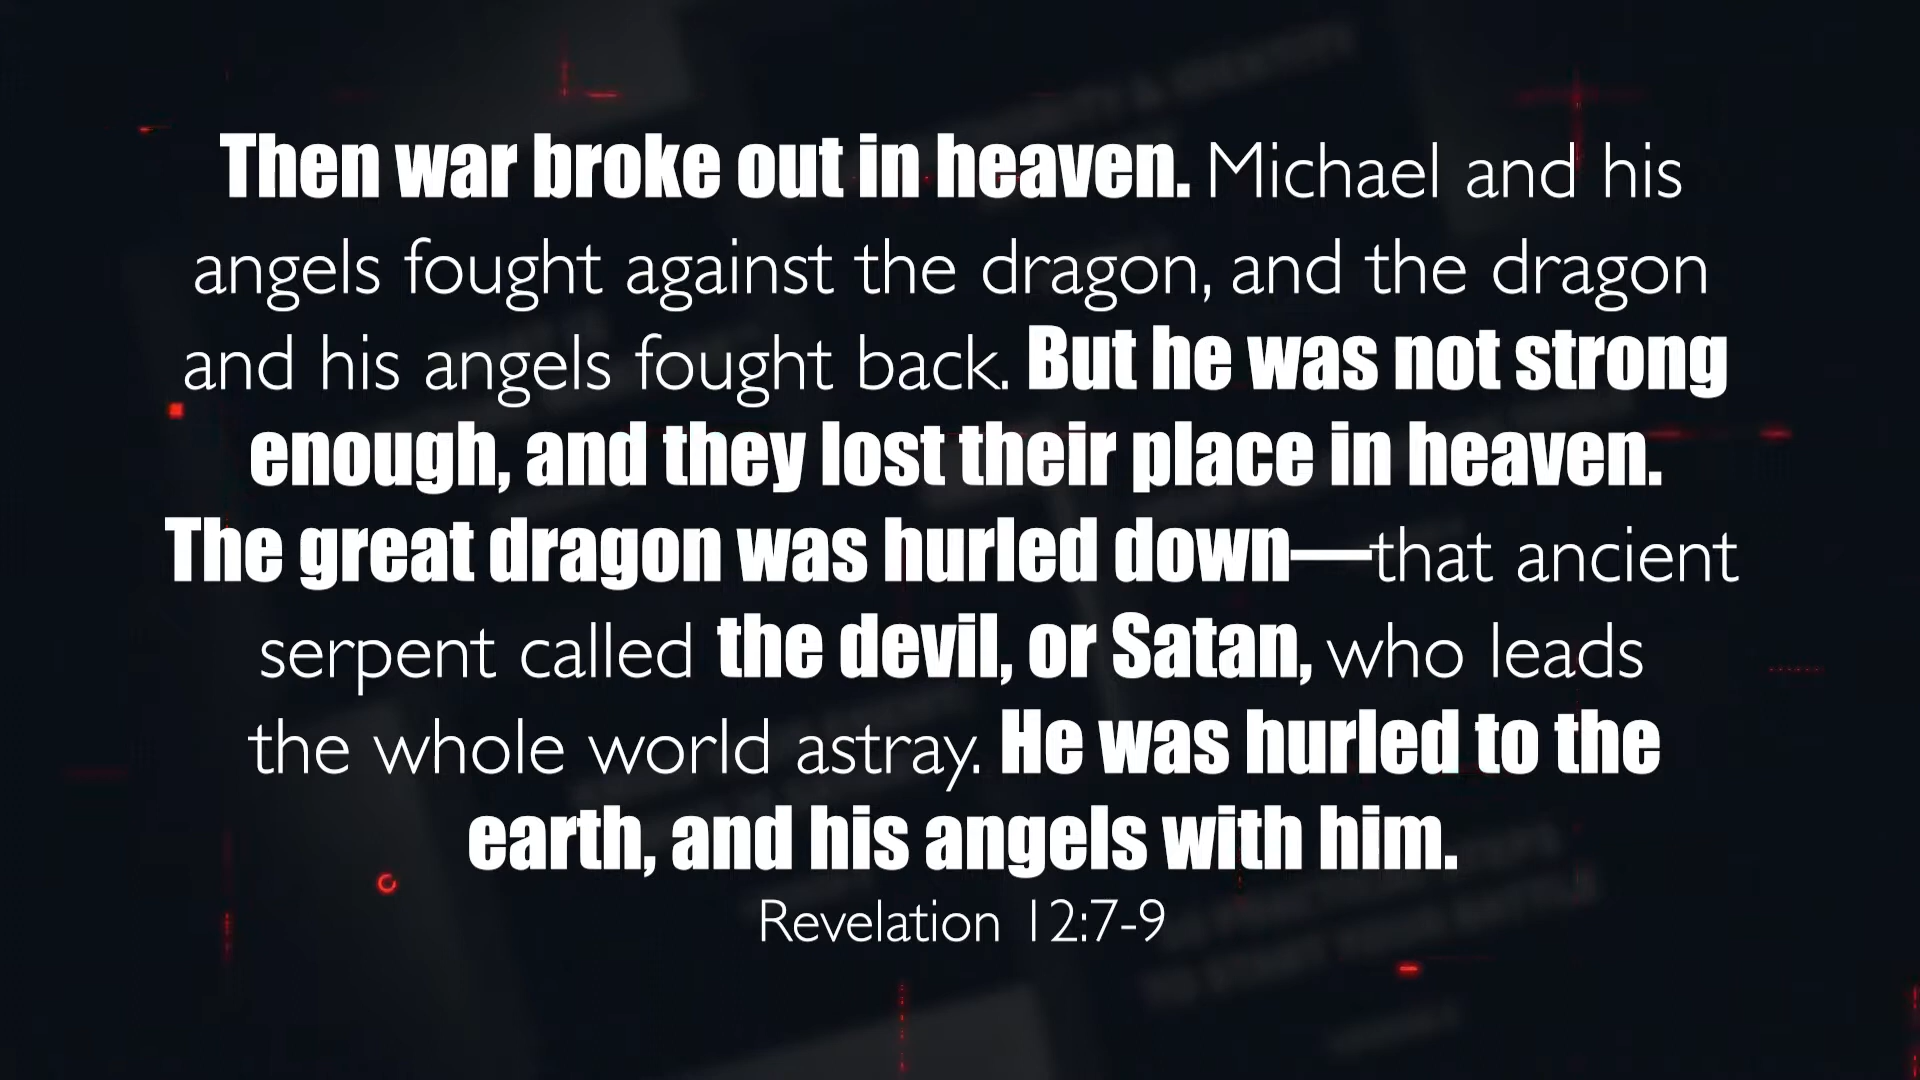 Then war broke out in heaven. Michael and his
angels fought against the dragon, and the dragon
and his angels fought back. But he was not strong
enough, and they lost their place in heaven.
The great dragon was hurled down—that ancient
serpent called the devil, or Satan, who leads
the whole world astray. He was hurled to the
earth, and his angels with him.
Revelation 12:7-9